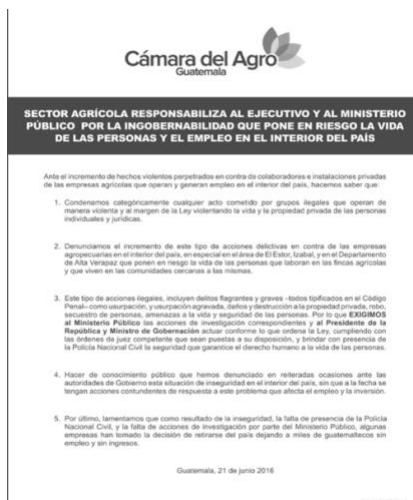 Cámara del Agro
Guatemala
SECTOR AGRÍCOLA RESPONSABILIZA AL EJECUTIVO Y AL MINISTERIO
PÚBLICO POR LA INGOBERNABILIDAD QUE PONE EN RIESGO LA VIDA
DE LAS PERSONAS Y EL EMPLEO EN EL INTERIOR DEL PAÍS
Ante el incremento de hechos violentos perpetrados en contra de colaboradores e instalaciones privadas
de las empresas agrícolas que operan y generan empleo en el interior del país, hacemos saber que:
1. Condenamos categóricamente cualquier acto cometido por grupos ilegales que operan de
manera violenta y al margen de la Ley violentando la vida y la propiedad privada de las personas
individuales y jurídicas.
2. Denunciamos el incremento de este tipo de acciones delictivas en contra de las empresas
agropecuarias en el interior del país, en especial en el área de El Estor, Izabal, y en el Departamento
de Alta Verapaz que ponen en riesgo la vida de las personas que laboran en las fincas agrícolas
y que viven en las comunidades cercanas a las mismas.
3. Este tipo de acciones ilegales, incluyen delitos flagrantes y graves -todos tipificados en el Código
Penal- como usurpación, y usurpación agravada, daños y destrucción a la propiedad privada, robo,
secuestro de personas, amenazas a la vida y seguridad de las personas. Por lo que EXIGIMOS
al Ministerio Público las acciones de investigación correspondientes y al Presidente de la
República y Ministro de Gobernación actuar conforme lo que ordena la Ley, cumpliendo con
las órdenes de juez competente que sean puestas a su disposición, y brindar con presencia de
la Policía Nacional Civil la seguridad que garantice el derecho humano a la vida de las personas.
4. Hacer de conocimiento público que hemos denunciado en reiteradas ocasiones ante las
autoridades de Gobierno esta situación de inseguridad en el interior del país, sin que a la fecha se
tengan acciones contundentes de respuesta a este problema que afecta el empleo y la inversión.
5. Por último, lamentamos que como resultado de la inseguridad, la falta de presencia de la Policía
Nacional Civil, y la falta de acciones de investigación por parte del Ministerio Público, algunas
empresas han tomado la decisión de retirarse del país dejando a miles de guatemaltecos sin
empleo y sin ingresos.
Guatemala, 21 de junio 2016